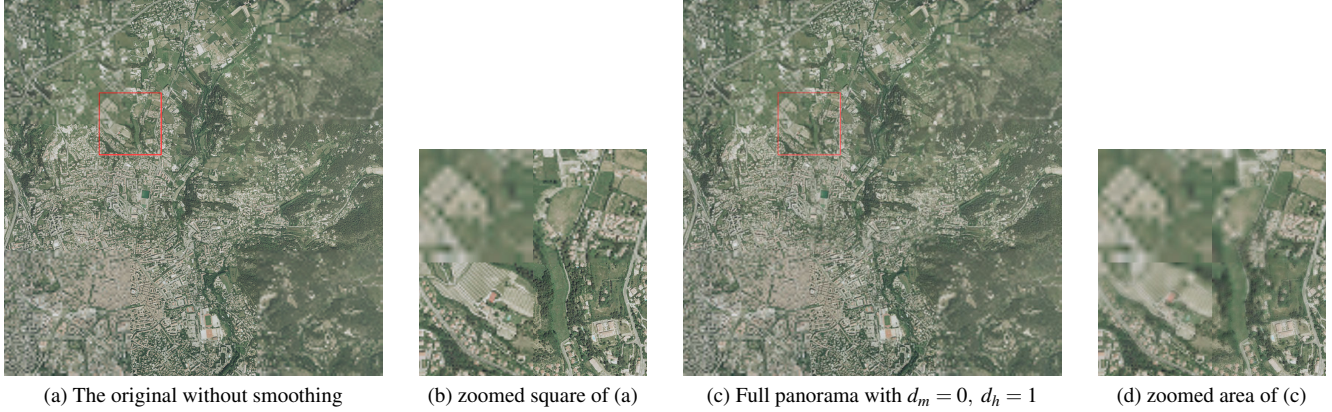 (a) The original without smoothing
(b) zoomed square of (a)
(c) Full panorama with d_m = 0, d_h = 1
(d) zoomed area of (c)